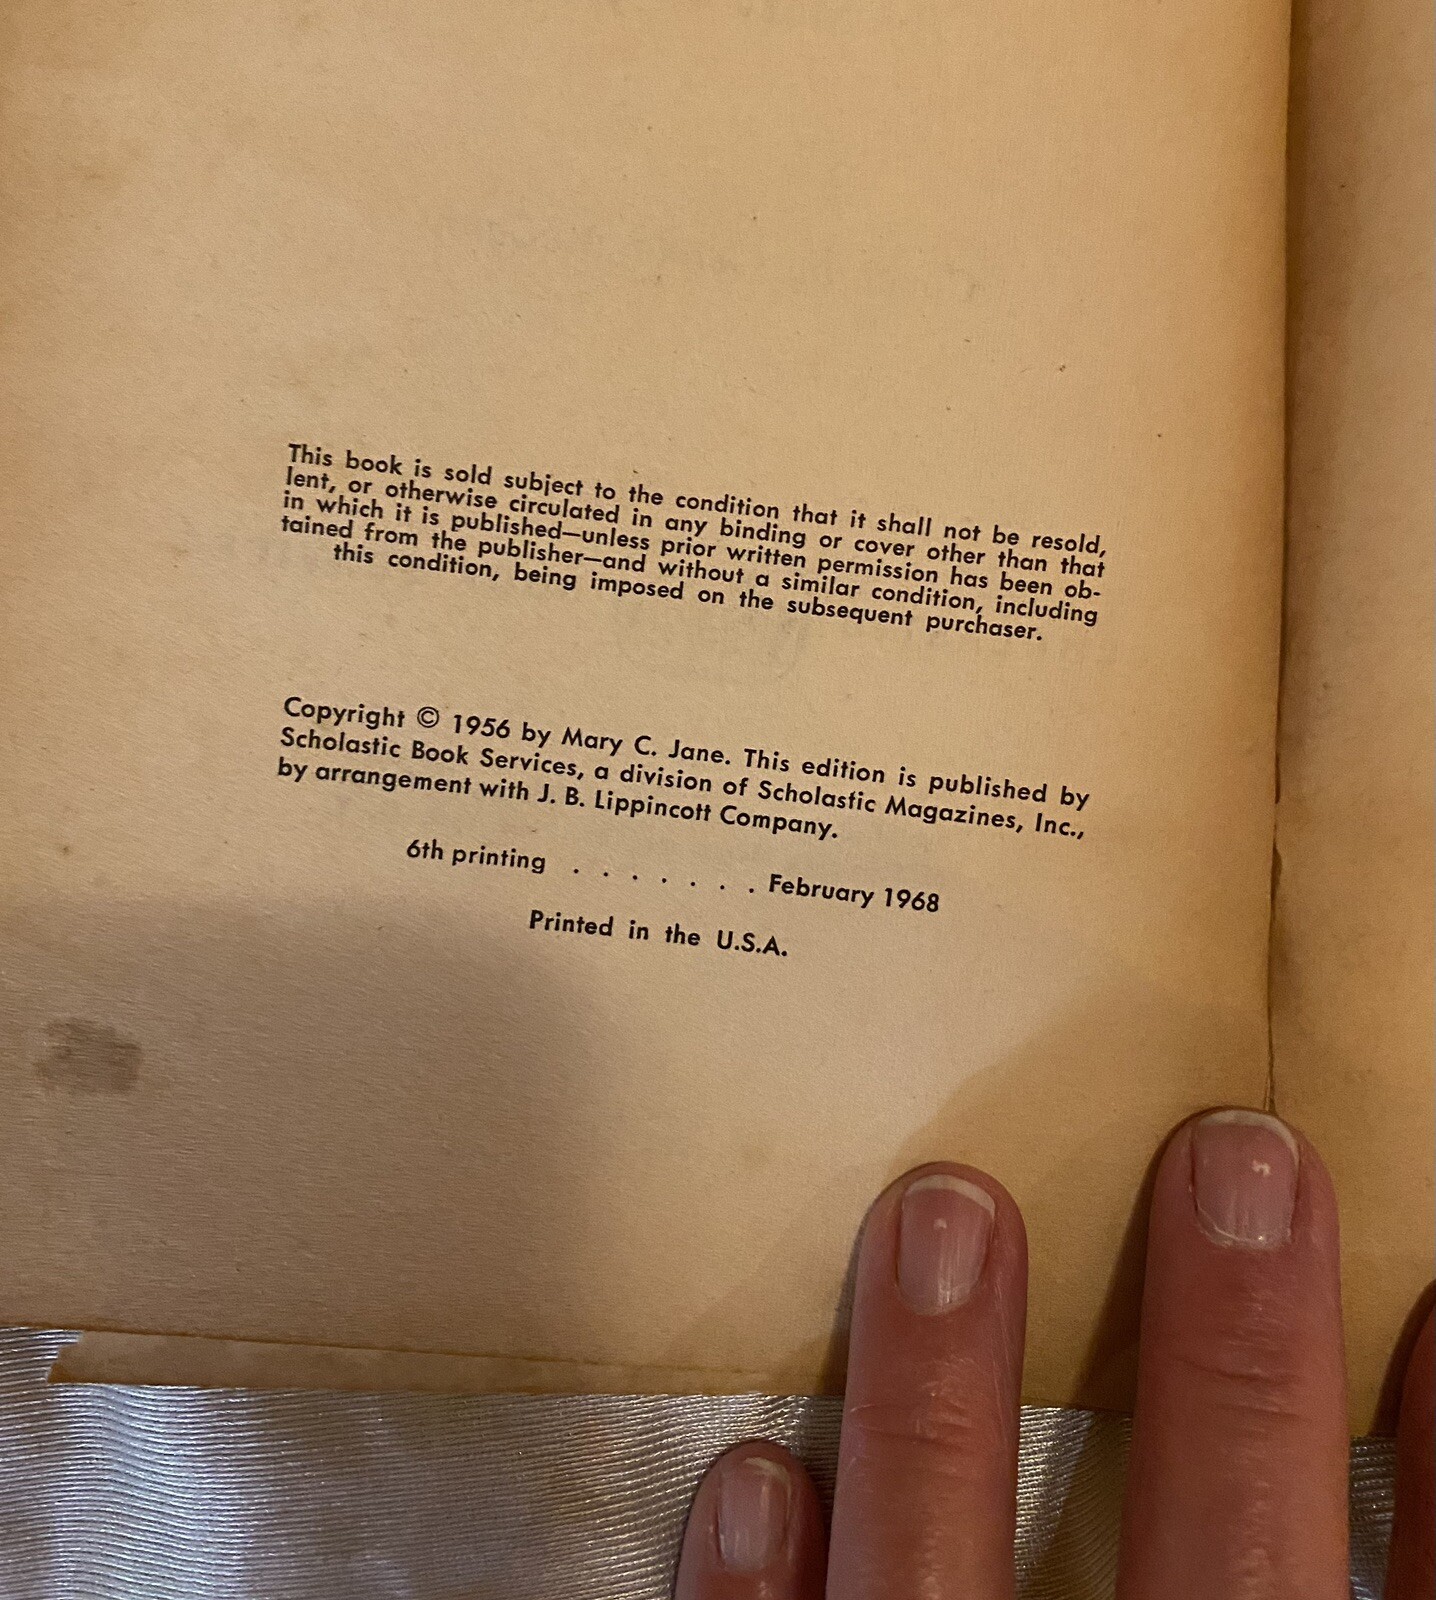 This book is sold subject to the condition that it shall not be resold,
lent, or otherwise circulated in any binding or cover other than that
in which it is published—unless prior written permission has been ob-
tained from the publisher—and without a similar condition, including
this condition, being imposed on the subsequent purchaser.
Copyright © 1956 by Mary C. Jane. This edition is published by
Scholastic Book Services, a division of Scholastic Magazines, Inc.,
by arrangement with J. B. Lippincott Company.
6th printing . . . . . . . February 1968
Printed in the U.S.A.